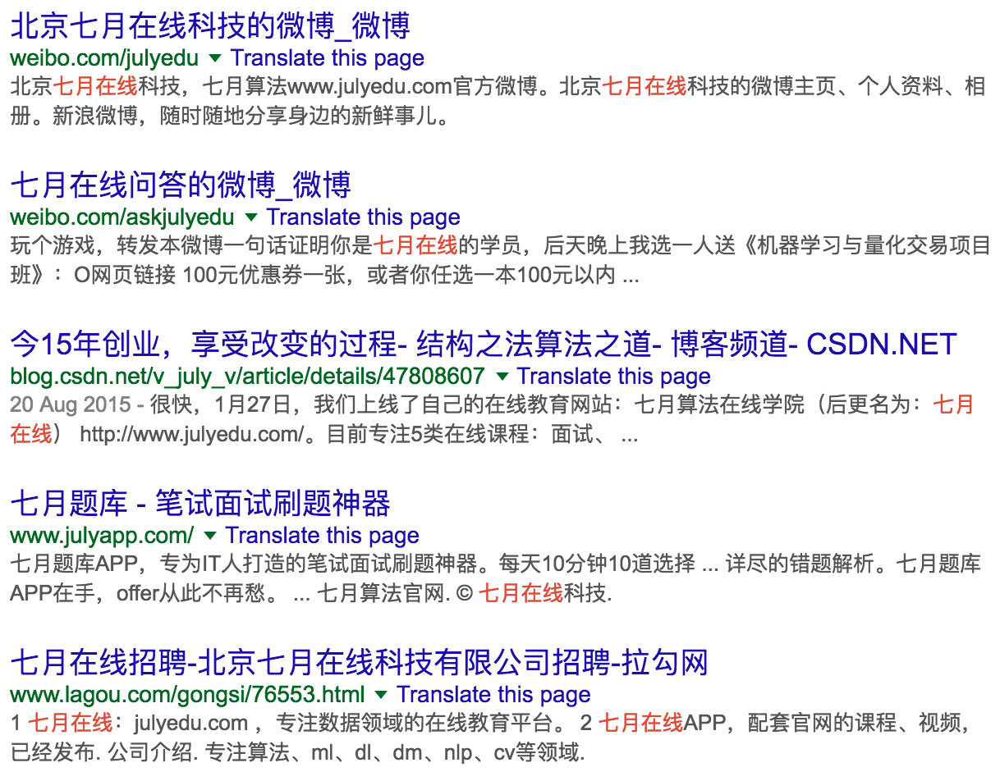 北京七月在线科技的微博_微博
weibo.com/julyedu ▼ Translate this page
北京七月在线科技，七月算法www.julyedu.com官方微博。北京七月在线科技的微博主页、个人资料、相
册。新浪微博，随时随地分享身边的新鲜事儿。
七月在线问答的微博_微博
weibo.com/askjulyedu ▼ Translate this page
玩个游戏，转发本微博一句话证明你是七月在线的学员，后天晚上我选一人送《机器学习与量化交易项目
班》：O网页链接 100元优惠券一张，或者你任选一本100元以内 ...
今15年创业，享受改变的过程- 结构之法算法之道- 博客频道- CSDN.NET
blog.csdn.net/v_july_v/article/details/47808607 ▼ Translate this page
20 Aug 2015 - 很快，1月27日，我们上线了自己的在线教育网站：七月算法在线学院（后更名为：七月
在线） http://www.julyedu.com/。目前专注5类在线课程：面试、 ...
七月题库 - 笔试面试刷题神器
www.julyapp.com/ ▼ Translate this page
七月题库APP，专为IT人打造的笔试面试刷题神器。每天10分钟10道选择 ... 详尽的错题解析。七月题库
APP在手，offer从此不再愁。 ... 七月算法官网. © 七月在线科技.
七月在线招聘-北京七月在线科技有限公司招聘-拉勾网
www.lagou.com/gongsi/76553.html ▼ Translate this page
1 七月在线：julyedu.com ，专注数据领域的在线教育平台。 2 七月在线APP，配套官网的课程、视频，
已经发布. 公司介绍. 专注算法、ml、dl、dm、nlp、cv等领域.